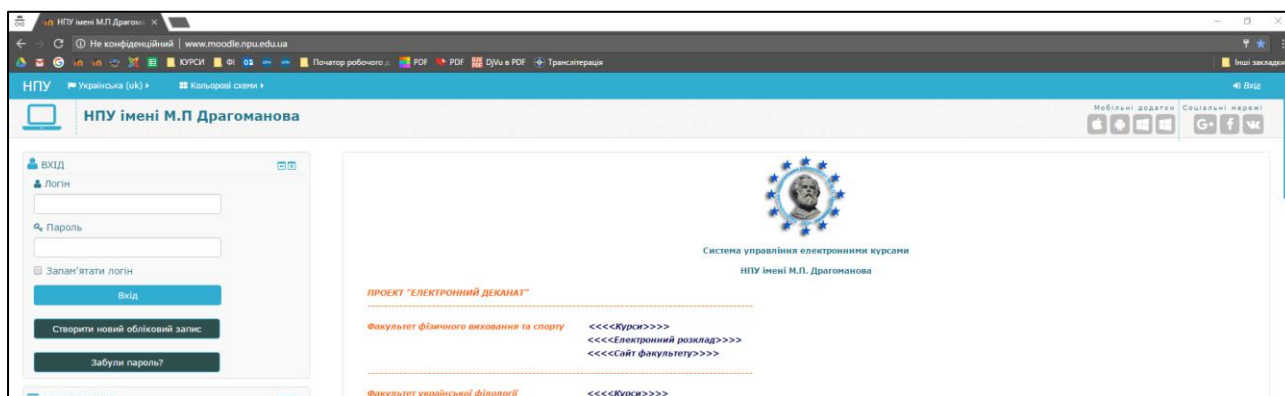 НПУ імені М.П Драгоман
Не конфіденційний | www.moodle.npu.edu.ua
КУРСИ ФІ Початор робочого PDF PDF DjVu в PDF Транслітерація Інші закладки
НПУ Українська (uk) Кольорові схеми Вхід
НПУ імені М.П Драгоманова
Мобільні додатки Соціальні мережі
ВХІД
Логін
Пароль
Запам'ятати логін
Вхід
Створити новий обліковий запис
Забули пароль?
Система управління електронними курсами
НПУ імені М.П. Драгоманова
ПРОЕКТ "ЕЛЕКТРОННИЙ ДЕКАНАТ"
Факультет фізичного виховання та спорту <<<<Курси>>>>
<<<<Електронний розклад>>>>
<<<<Сайт факультету>>>>
Факультет української філології <<<<Курси>>>>